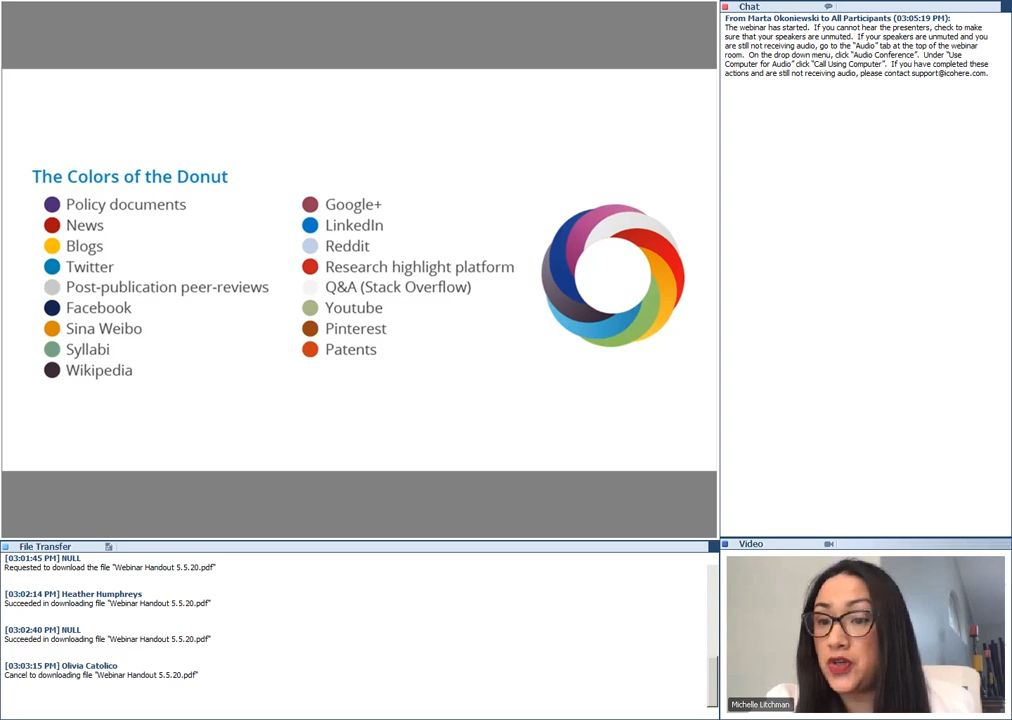 The Colors of the Donut
Policy documents
News
Blogs
Twitter
Post-publication peer-reviews
Facebook
Sina Weibo
Syllabi
Wikipedia
Google+
LinkedIn
Reddit
Research highlight platform
Q&A (Stack Overflow)
Youtube
Pinterest
Patents
Chat
From Marta Okoniewski to All Participants (03:05:19 PM):
The webinar has started. If you cannot hear the presenters, check to make
sure that your speakers are unmuted. If your speakers are unmuted and you
are still not receiving audio, go to the "Audio" tab at the top of the webinar
room. On the drop down menu, click "Audio Conference". Under "Use
Computer for Audio" click "Call Using Computer". If you have completed these
actions and are still not receiving audio, please contact support@icohere.com.
File Transfer
[03:01:45 PM] NULL
Requested to download the file "Webinar Handout 5.5.20.pdf"
[03:02:14 PM] Heather Humphreys
Succeeded in downloading file "Webinar Handout 5.5.20.pdf"
[03:02:40 PM] NULL
Succeeded in downloading file "Webinar Handout 5.5.20.pdf"
[03:03:15 PM] Olivia Catolico
Cancel to downloading file "Webinar Handout 5.5.20.pdf"
Video
Michelle Litchman